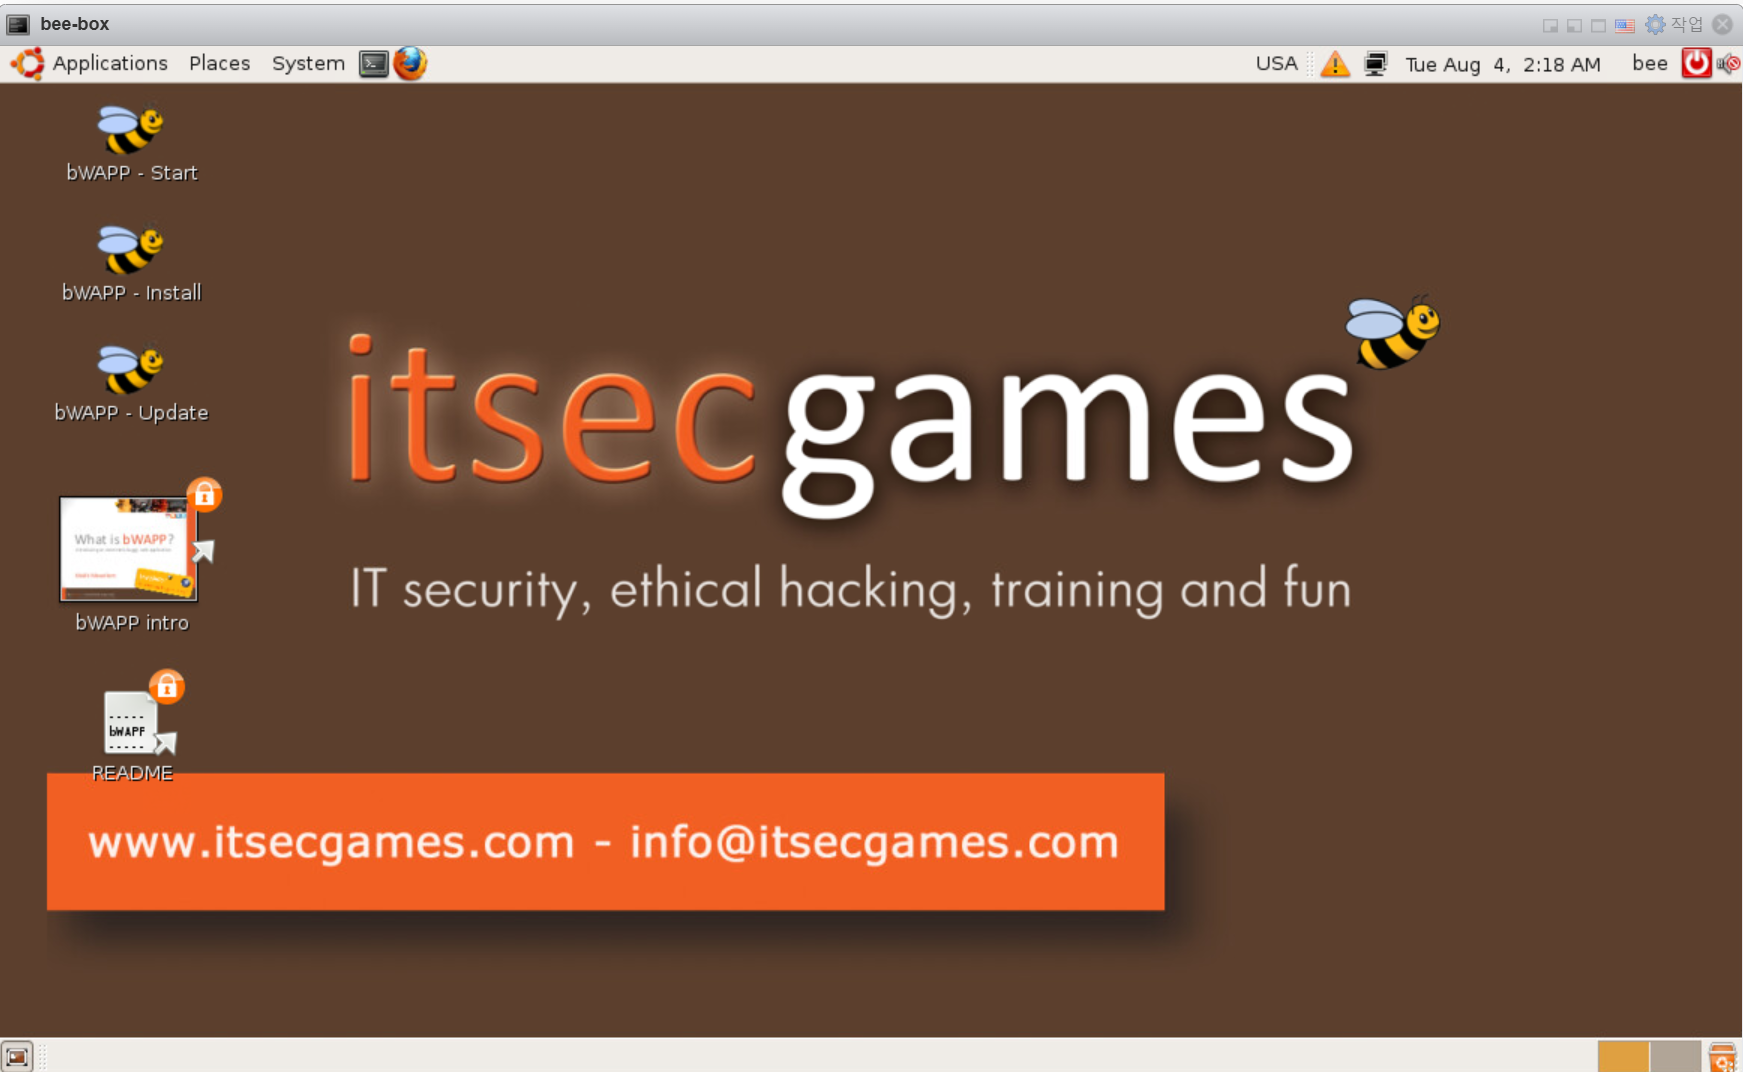 bee-box
작업
Applications Places System
USA
Tue Aug 4, 2:18 AM
bee
bWAPP - Start
bWAPP - Install
bWAPP - Update
What is bWAPP?
bWAPP intro
bWAPP
README
itsecgames
IT security, ethical hacking, training and fun
www.itsecgames.com - info@itsecgames.com